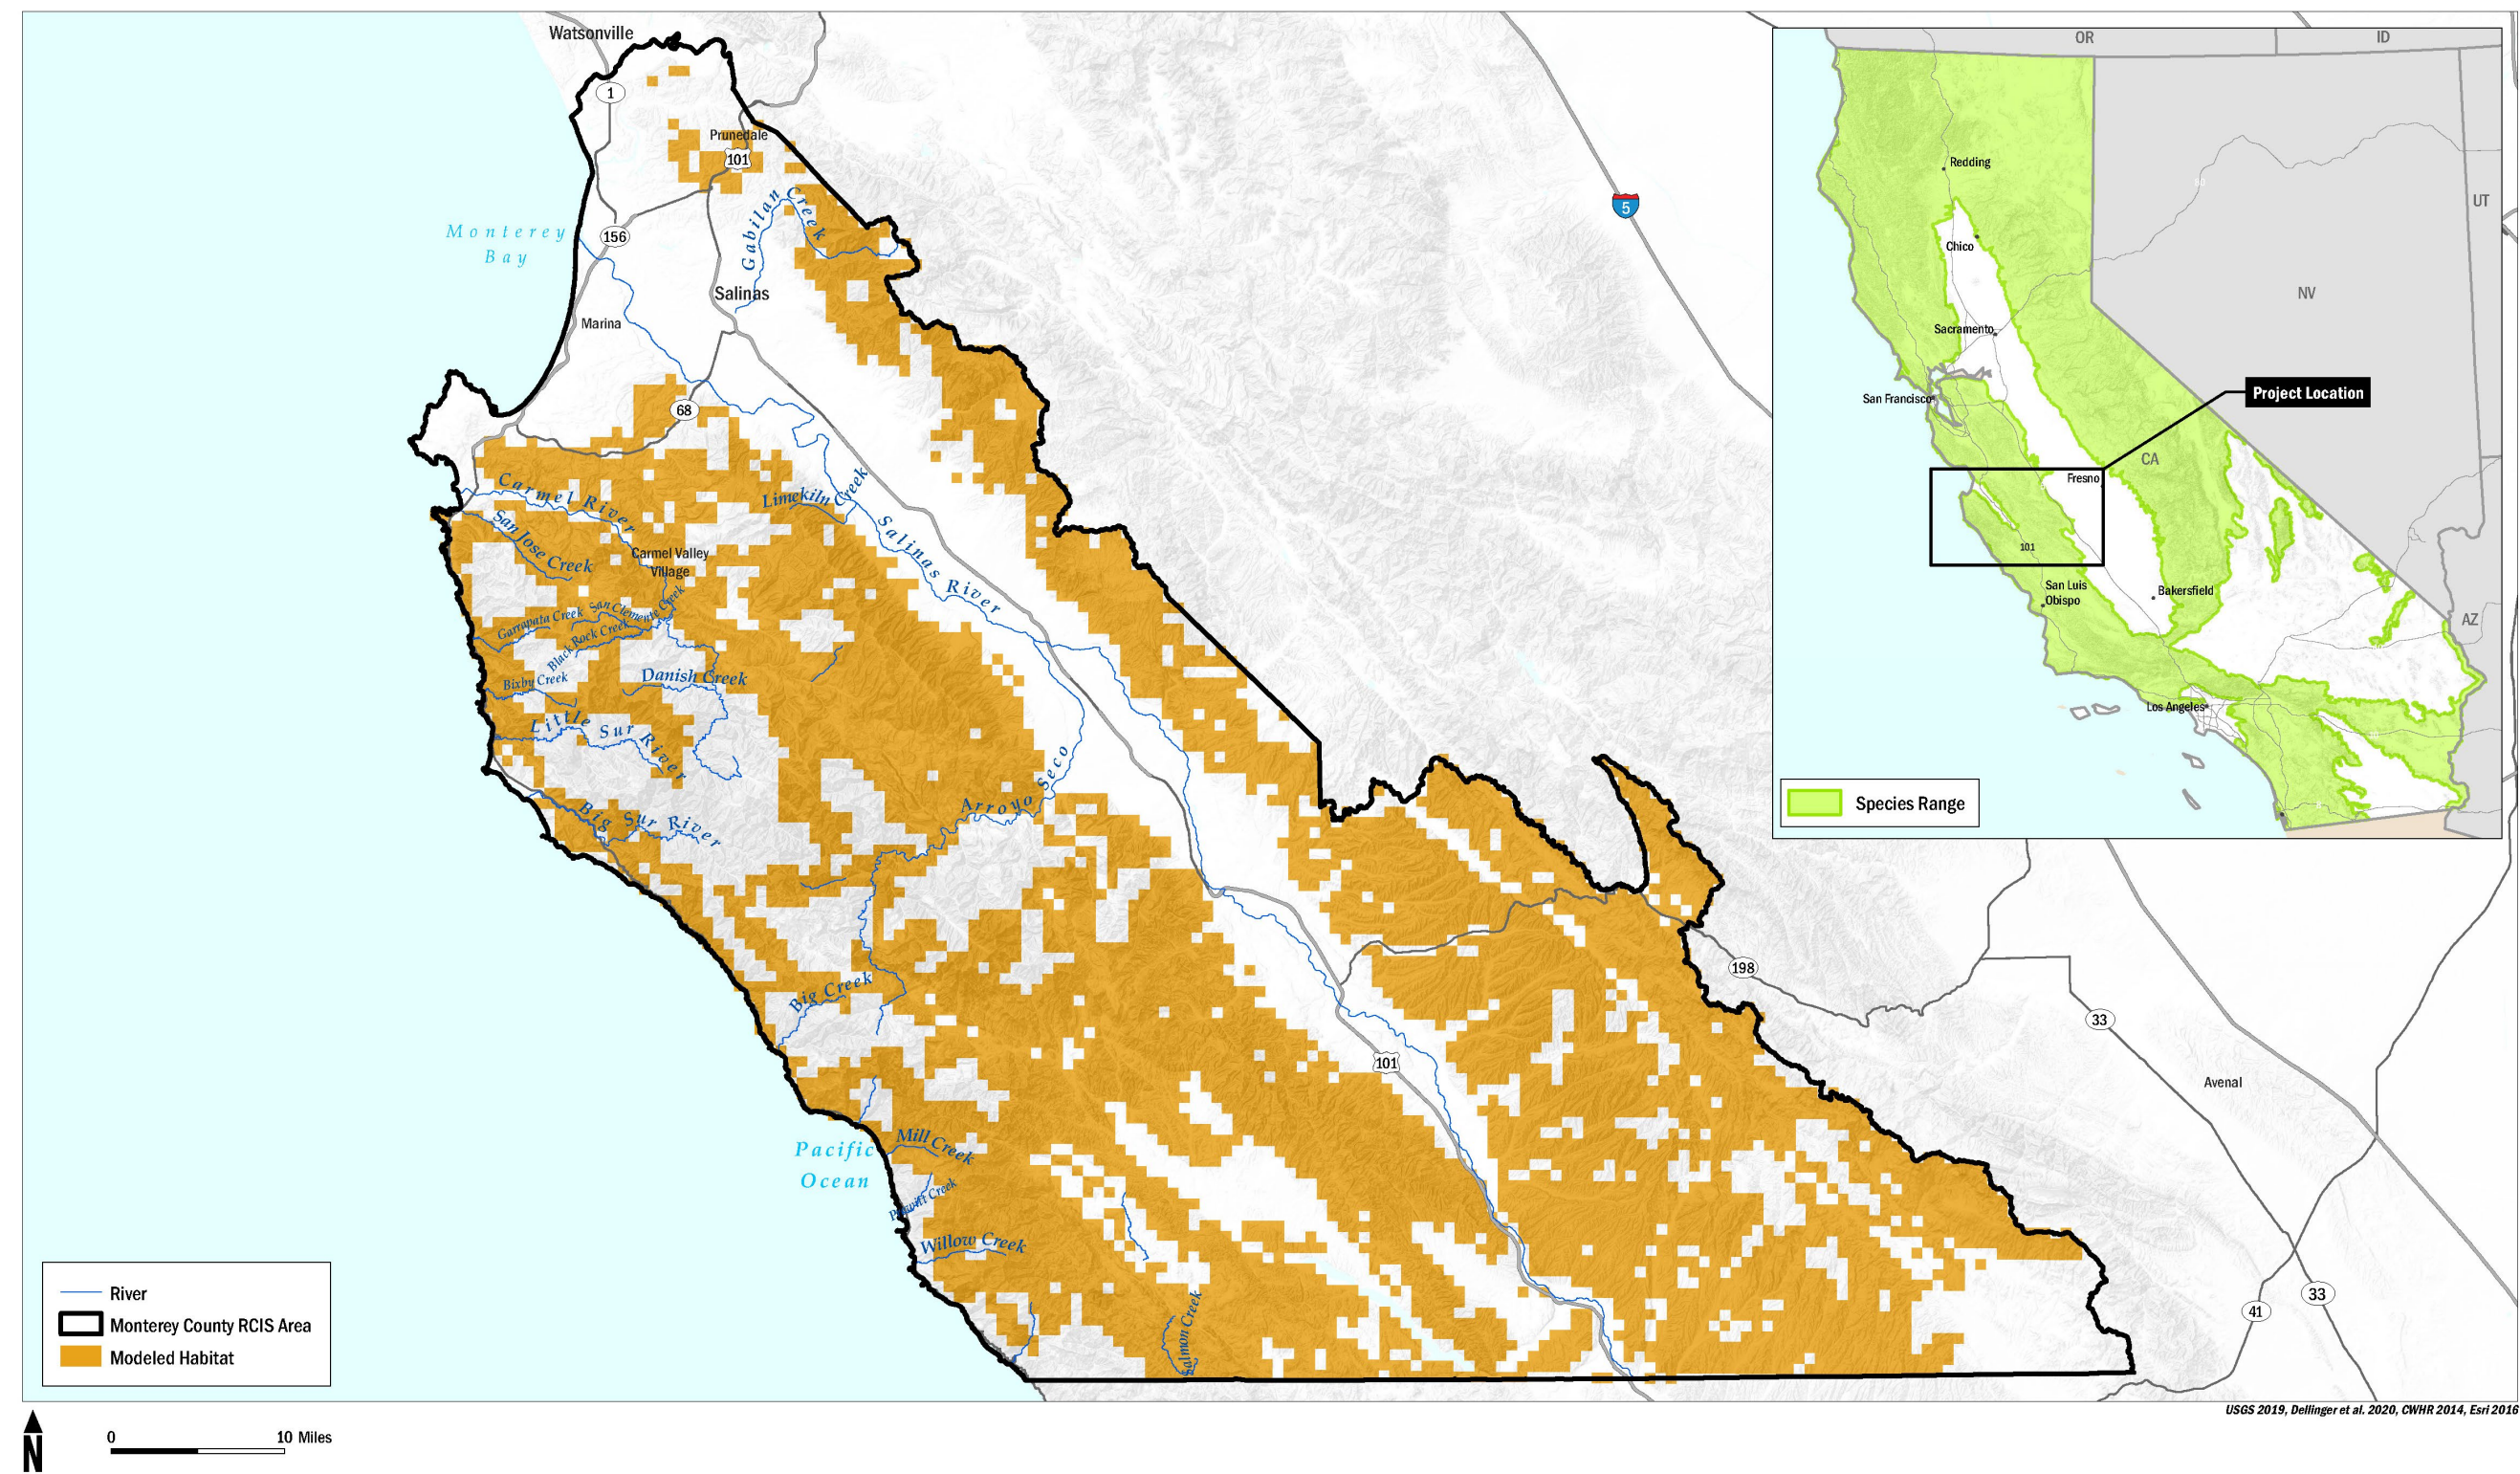 Watsonville
1
Prunedale
101
Monterey
Bay
156
Gabilan Creek
Salinas
Marina
68
Carmel River
Limekiln Creek
San Jose Creek
Carmel Valley
Village
Salinas River
Garrapata Creek
San Clemente Creek
Black Rock Creek
Bixby Creek
Danish Creek
Little Sur River
Arroyo Seco
Big Sur River
Big Creek
198
101
33
Avenal
Pacific
Ocean
Mill Creek
Prewitt Creek
Willow Creek
Salmon Creek
41
33
5
OR
ID
Redding
UT
Chico
NV
Sacramento
San Francisco
Project Location
CA
Fresno
101
San Luis
Obispo
Bakersfield
AZ
Los Angeles
Species Range
River
Monterey County RCIS Area
Modeled Habitat
USGS 2019, Dellinger et al. 2020, CWHR 2014, Esri 2016
N
0 10 Miles